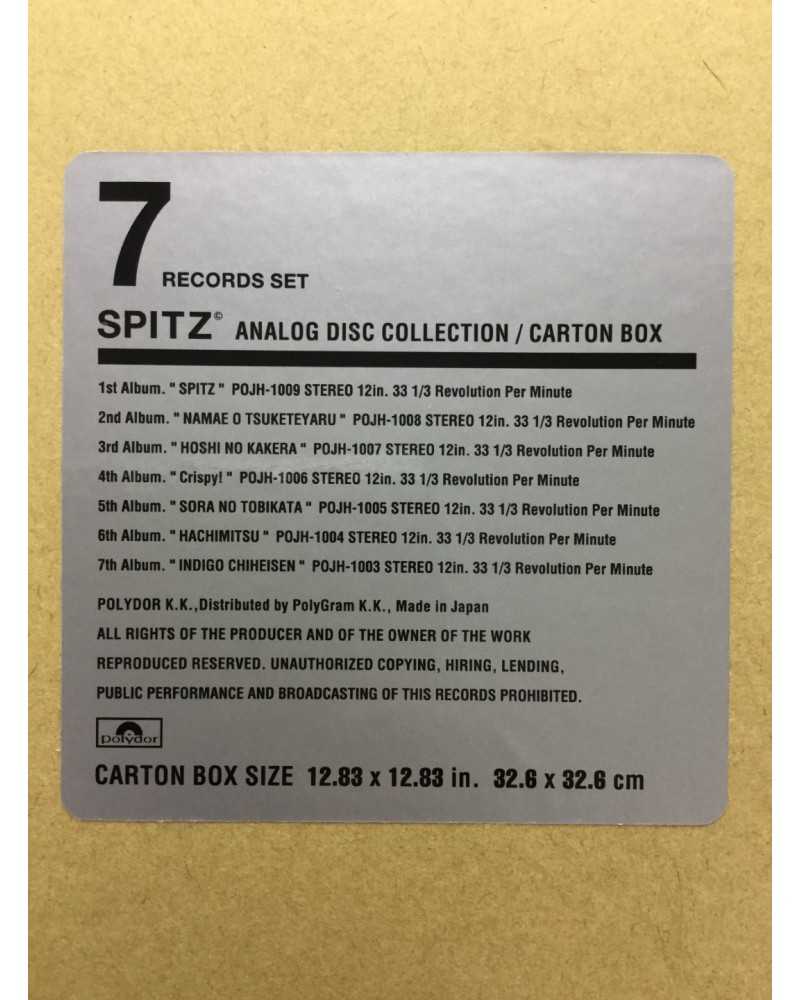 7
RECORDS SET
SPITZ© ANALOG DISC COLLECTION / CARTON BOX
1st Album. " SPITZ " POJH-1009 STEREO 12in. 33 1/3 Revolution Per Minute
2nd Album. " NAMAE O TSUKETEYARU " POJH-1008 STEREO 12in. 33 1/3 Revolution Per Minute
3rd Album. " HOSHI NO KAKERA " POJH-1007 STEREO 12in. 33 1/3 Revolution Per Minute
4th Album. " Crispy! " POJH-1006 STEREO 12in. 33 1/3 Revolution Per Minute
5th Album. " SORA NO TOBIKATA " POJH-1005 STEREO 12in. 33 1/3 Revolution Per Minute
6th Album. " HACHIMITSU " POJH-1004 STEREO 12in. 33 1/3 Revolution Per Minute
7th Album. " INDIGO CHIHEISEN " POJH-1003 STEREO 12in. 33 1/3 Revolution Per Minute
POLYDOR K.K.,Distributed by PolyGram K.K., Made in Japan
ALL RIGHTS OF THE PRODUCER AND OF THE OWNER OF THE WORK
REPRODUCED RESERVED. UNAUTHORIZED COPYING, HIRING, LENDING,
PUBLIC PERFORMANCE AND BROADCASTING OF THIS RECORDS PROHIBITED.
polydor
CARTON BOX SIZE 12.83 x 12.83 in. 32.6 x 32.6 cm